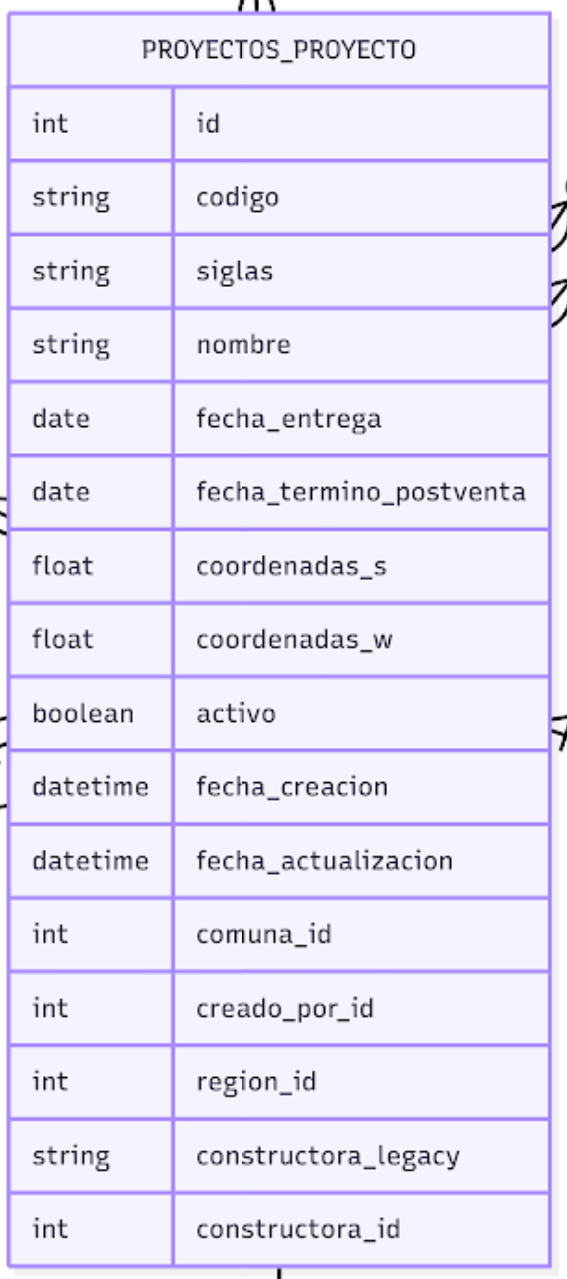 PROYECTOS_PROYECTO
int id
string codigo
string siglas
string nombre
date fecha_entrega
date fecha_termino_postventa
float coordenadas_s
float coordenadas_w
boolean activo
datetime fecha_creacion
datetime fecha_actualizacion
int comuna_id
int creado_por_id
int region_id
string constructora_legacy
int constructora_id